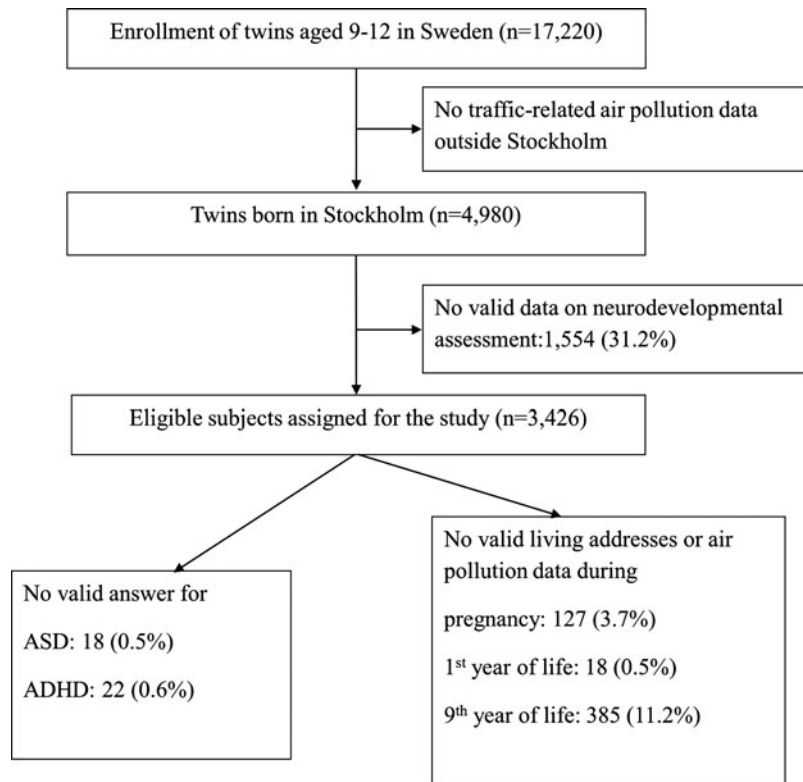 Enrollment of twins aged 9-12 in Sweden (n=17,220)
No traffic-related air pollution data
outside Stockholm
Twins born in Stockholm (n=4,980)
No valid data on neurodevelopmental
assessment:1,554 (31.2%)
Eligible subjects assigned for the study (n=3,426)
No valid answer for
ASD: 18 (0.5%)
ADHD: 22 (0.6%)
No valid living addresses or air
pollution data during
pregnancy: 127 (3.7%)
1st year of life: 18 (0.5%)
9th year of life: 385 (11.2%)